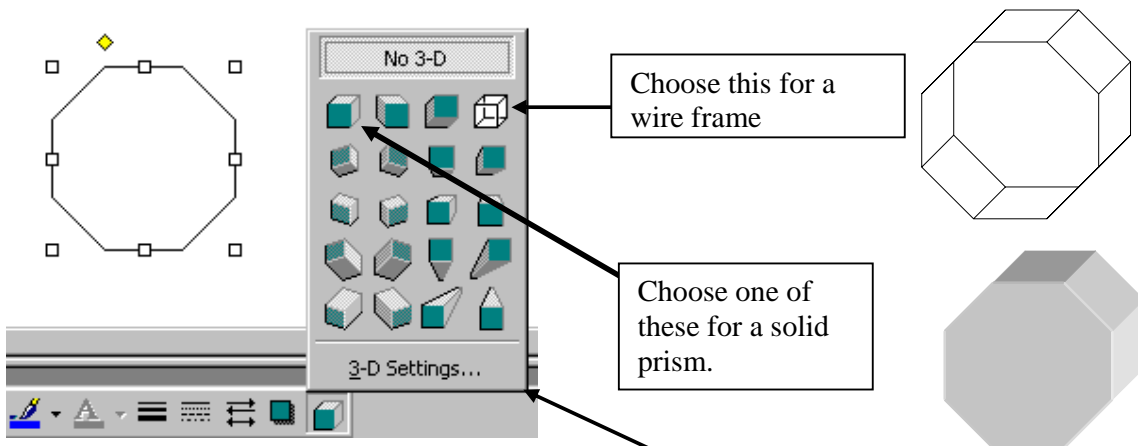 No 3-D
Choose this for a
wire frame
Choose one of
these for a solid
prism.
3-D Settings...
A